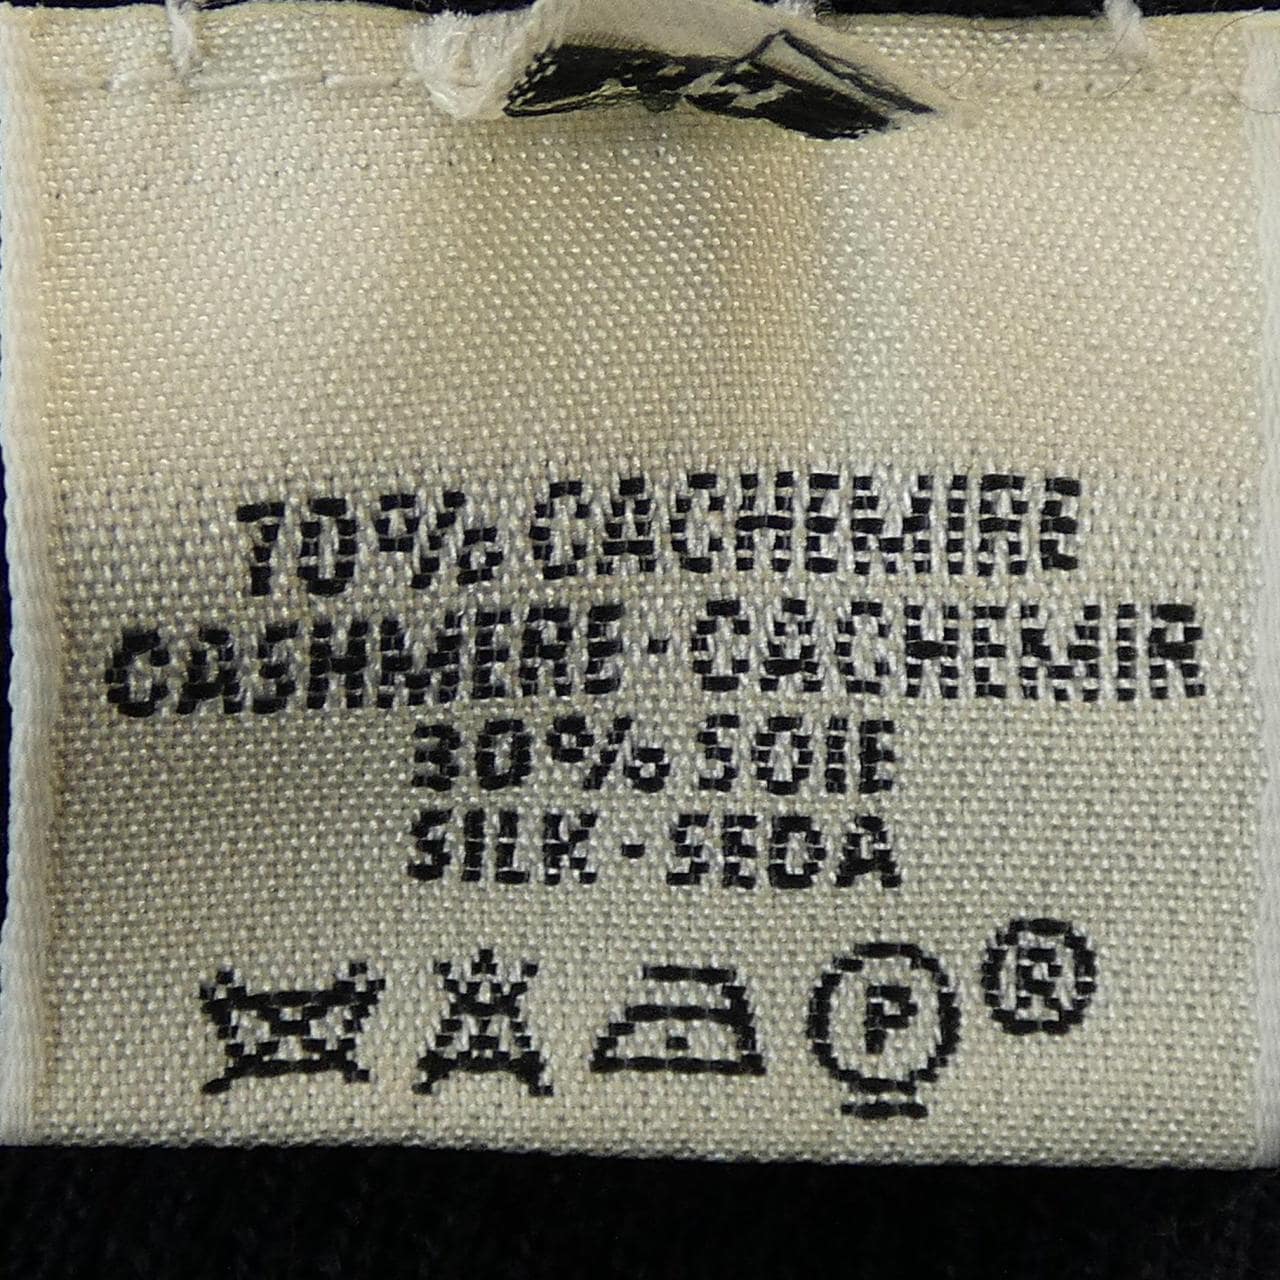 70% CACHEMIRE
CASHMERE · CACHEMIR
30% SOIE
SILK · SEDA
P ®